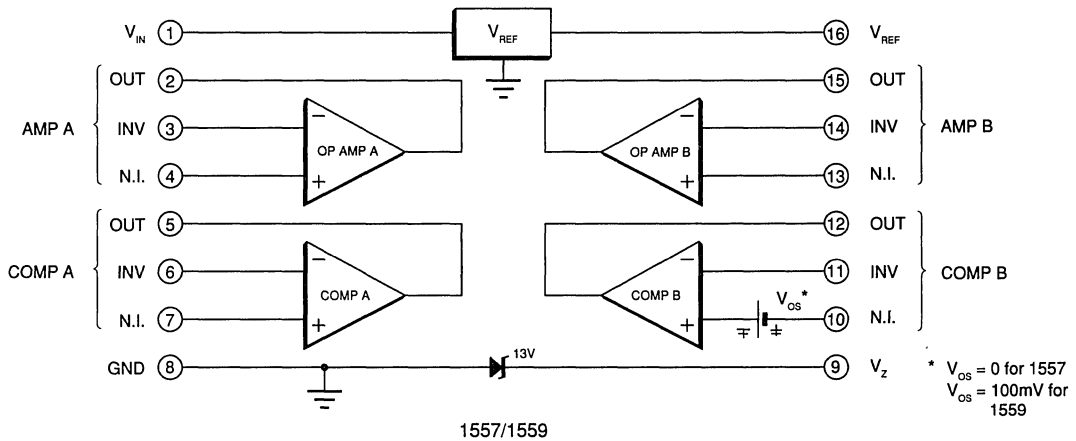 V_IN 1 V_REF 16 V_REF
OUT 2 15 OUT
AMP A INV 3 − OP AMP A OP AMP B − 14 INV AMP B
N.I. 4 + + 13 N.I.
OUT 5 12 OUT
COMP A INV 6 − COMP A COMP B − 11 INV COMP B
V_OS*
N.I. 7 + + ∓ ± 10 N.I.
GND 8 13V 9 V_Z
* V_OS = 0 for 1557
V_OS = 100mV for
1559
1557/1559